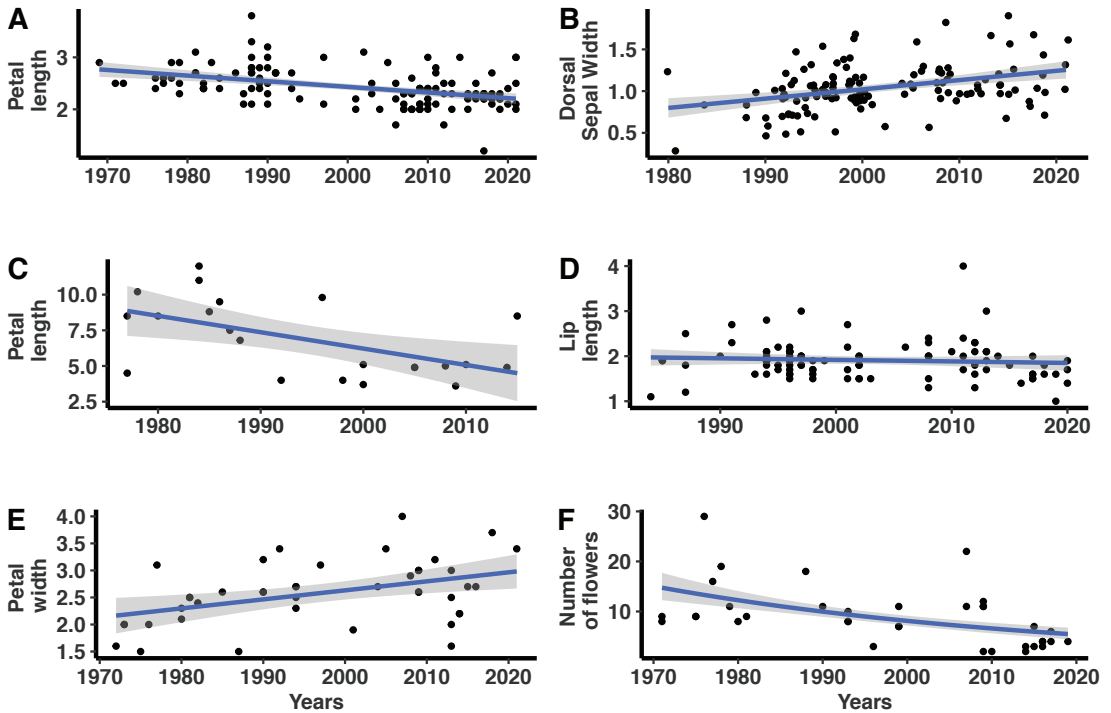 A
Petal
length
3
2
1970 1980 1990 2000 2010 2020
B
Dorsal
Sepal Width
1.5
1.0
0.5
1980 1990 2000 2010 2020
C
Petal
length
10.0
7.5
5.0
2.5
1980 1990 2000 2010
D
Lip
length
4
3
2
1
1990 2000 2010 2020
E
Petal
width
4.0
3.5
3.0
2.5
2.0
1.5
1970 1980 1990 2000 2010 2020
Years
F
Number
of flowers
30
20
10
1970 1980 1990 2000 2010 2020
Years